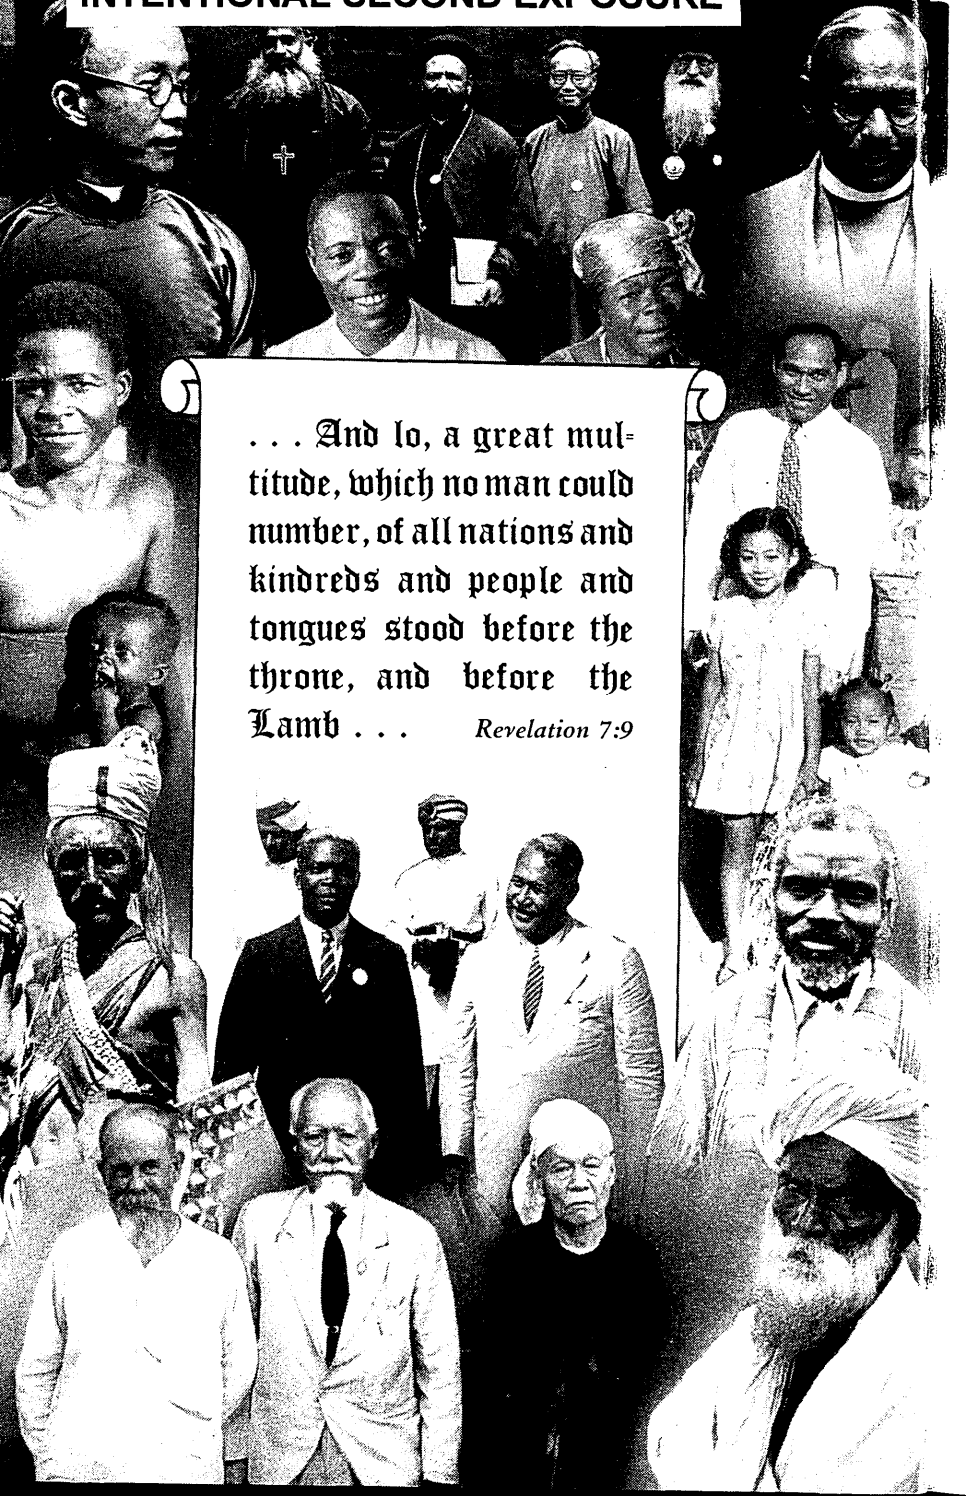 INTENTIONAL SECOND EXPOSURE
. . . And lo, a great mul=
titude, which no man could
number, of all nations and
kindreds and people and
tongues stood before the
throne, and before the
Lamb . . . Revelation 7:9